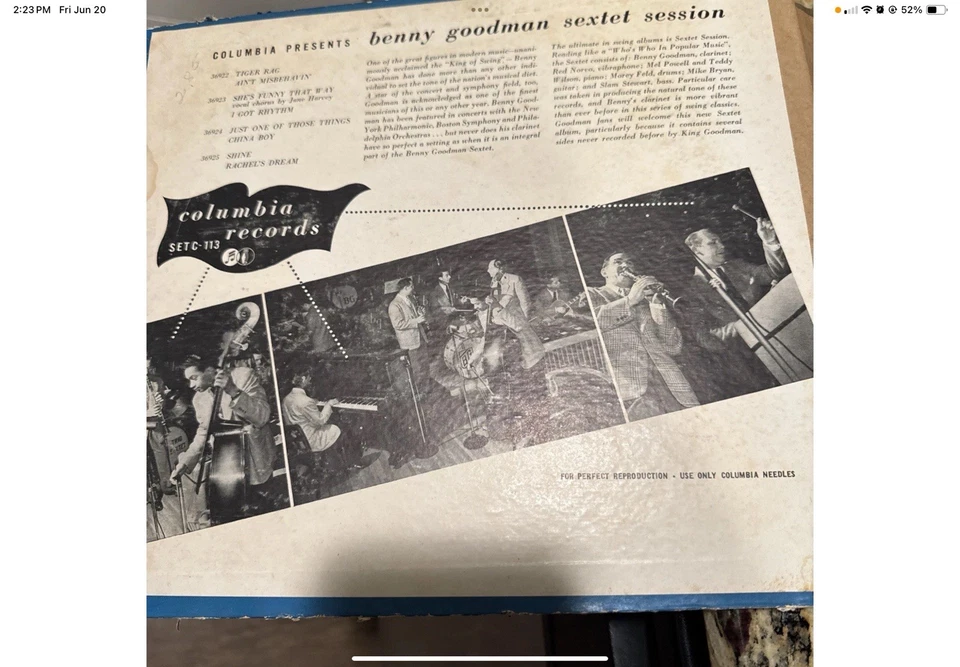 2:23 PM Fri Jun 20
52%
COLUMBIA PRESENTS benny goodman sextet session
36922 TIGER RAG
AIN'T MISBEHAVIN'
36923 SHE'S FUNNY THAT WAY
vocal chorus by Jane Harvey
I GOT RHYTHM
36924 JUST ONE OF THOSE THINGS
CHINA BOY
36925 SHINE
RACHEL'S DREAM
One of the great figures in modern music—unani-
mously acclaimed the "King of Swing" — Benny
Goodman has done more than any other indi-
vidual to set the tone of the nation's musical diet.
A star of the concert and symphony field, too,
Goodman is acknowledged as one of the finest
musicians of this or any other year. Benny Good-
man has been featured in concerts with the New
York Philharmonic, Boston Symphony and Phila-
delphia Orchestras . . . but never does his clarinet
have so perfect a setting as when it is an integral
part of the Benny Goodman Sextet.
The ultimate in swing albums is Sextet Session.
Reading like a "Who's Who In Popular Music",
the Sextet consists of: Benny Goodman, clarinet;
Red Norvo, vibraphone; Mel Powell and Teddy
Wilson, piano; Morey Feld, drums; Mike Bryan,
guitar; and Slam Stewart, bass. Particular care
was taken in producing the natural tone of these
records, and Benny's clarinet is more vibrant
than ever before in this series of swing classics.
Goodman fans will welcome this new Sextet
album, particularly because it contains several
sides never recorded before by King Goodman.
columbia
records
SET C-113
BG
FOR PERFECT REPRODUCTION - USE ONLY COLUMBIA NEEDLES